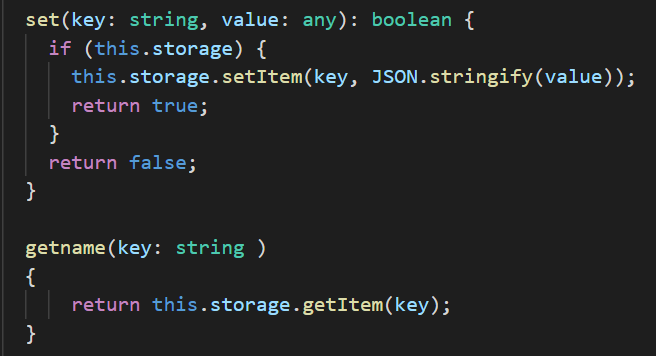 set(key: string, value: any): boolean {
if (this.storage) {
this.storage.setItem(key, JSON.stringify(value));
return true;
}
return false;
}
getname(key: string )
{
return this.storage.getItem(key);
}